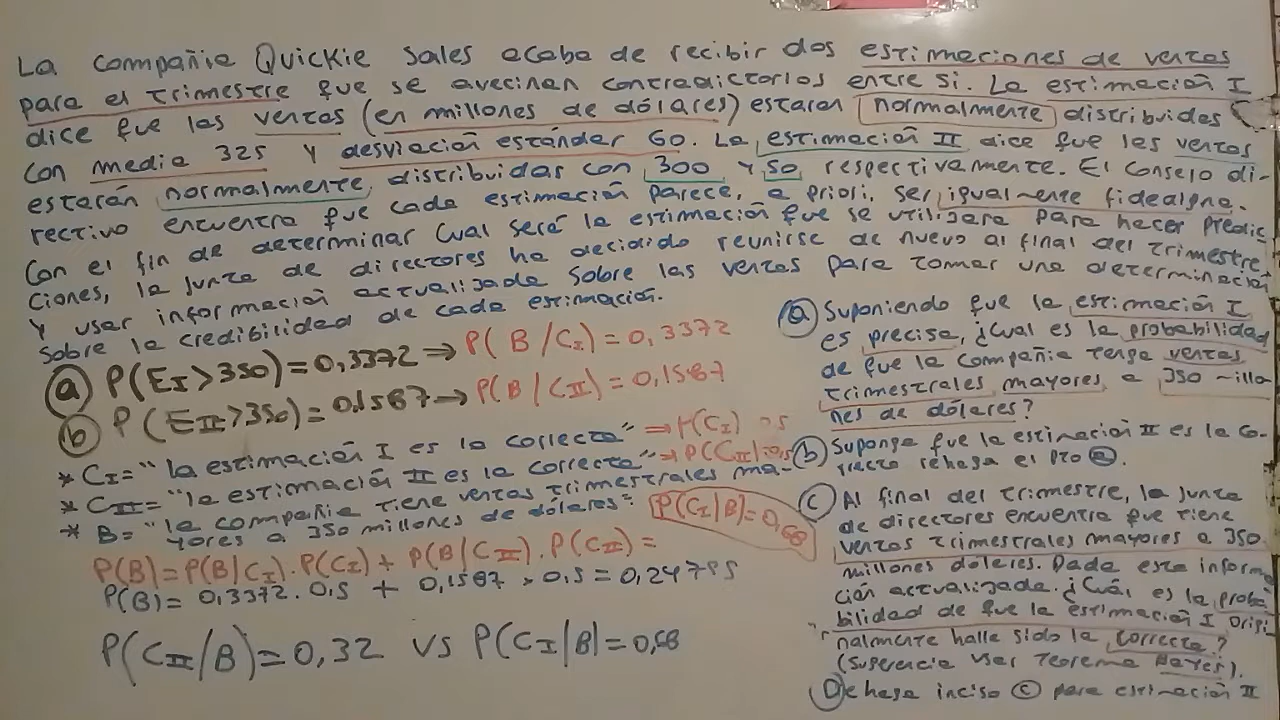 La compañia Quickie Sales acaba de recibir dos estimaciones de ventas
para el trimestre que se avecinan contradictorios entre si. La estimación I
dice que las ventas (en millones de dólares) estaran normalmente distribuidos
con media 325 y desviación estándar 60. La estimación II dice que las ventas
estarán normalmente distribuidas con 300 y 50 respectivamente. El consejo di-
rectivo encuentra que cada estimación parece, a priori, ser igualmente fidedigna.
Con el fin de determinar cual será la estimación que se utilizara para hacer predic
ciones, la junta de directores ha decidido reunirse de nuevo al final del trimestre,
y usar información actualizada sobre las ventas para tomar una determinación
sobre la credibilidad de cada estimación.
(a) P(EI>350)=0,3372 → P(B/CI)=0,3372
(b) P(EII>350)=0,1587 → P(B/CII)=0,1587
* CI="la estimación I es la correcta" → P(CI) 0.5
* CII="la estimación II es la correcta" → P(CII) 0,5
* B="la compañia tiene ventas trimestrales ma-
yores a 350 millones de dólares".
P(CI|B)=0,68
P(B)=P(B|CI).P(CI)+P(B|CII).P(CII)=
P(B)=0,3372.0,5 + 0,1587.0,5=0,24795
P(CII/B)=0,32 VS P(CI|B)=0,68
(a) Suponiendo que la estimación I
es precisa, ¿Cual es la probabilidad
de que la compañia tenga ventas
trimestrales mayores a 350 millo-
nes de dólares?
(b) Suponga que la estimación II es la co-
rrecta rehaga el pto (a).
(c) Al final del trimestre, la junta
de directores encuentra que tiene
ventas trimestrales mayores a 350.
millones dólares. Dada esta inform
ación actualizada. ¿Cuál es la proba
bilidad de que la estimación I origi
nalmente halla sido la correcta?
(Sugerencia usar Teorema Bayes).
(D) Rehaga inciso (c) para estimación II